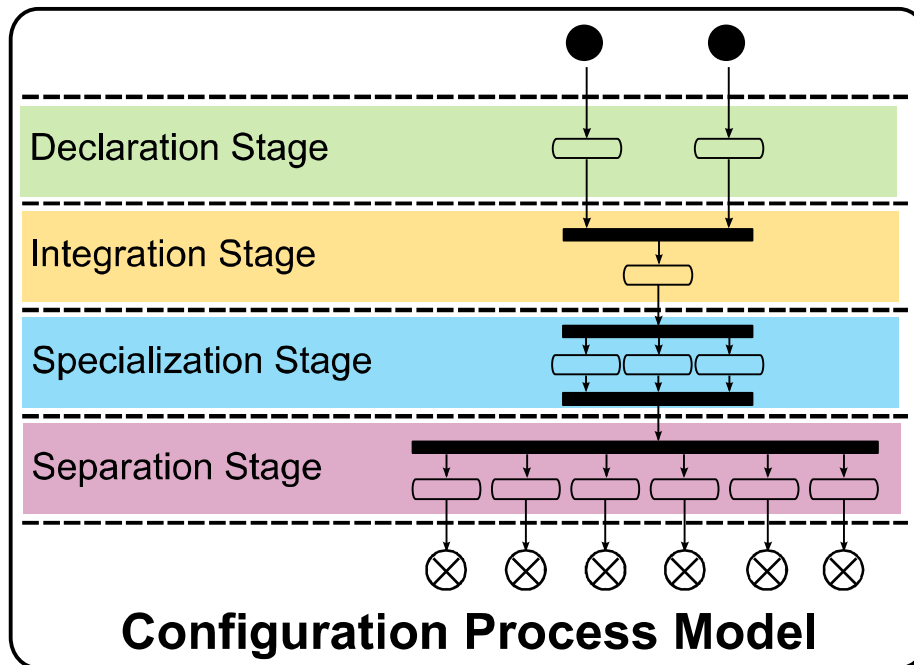 Declaration Stage
Integration Stage
Specialization Stage
Separation Stage
Configuration Process Model